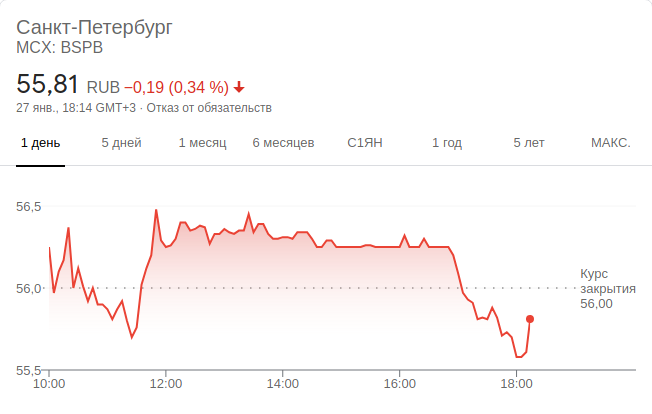 Санкт-Петербург
MCX: BSPB
55,81 RUB −0,19 (0,34 %)
27 янв., 18:14 GMT+3 · Отказ от обязательств
1 день 5 дней 1 месяц 6 месяцев С1ЯН 1 год 5 лет МАКС.
56,5
56,0
55,5
Курс
закрытия
56,00
10:00 12:00 14:00 16:00 18:00